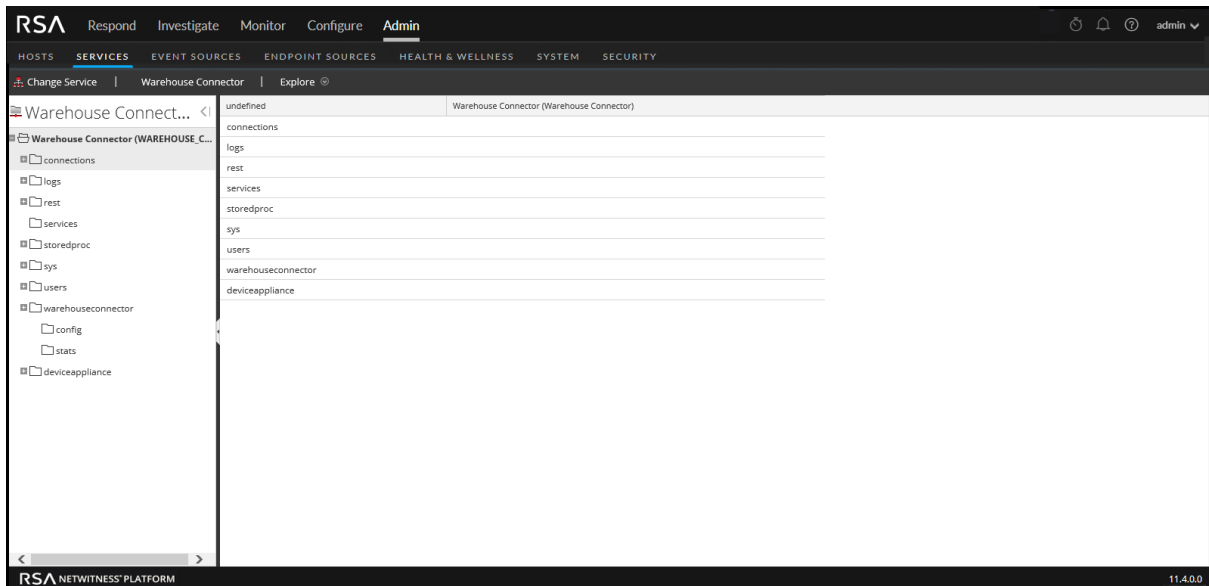 RSA Respond Investigate Monitor Configure Admin admin
HOSTS SERVICES EVENT SOURCES ENDPOINT SOURCES HEALTH & WELLNESS SYSTEM SECURITY
Change Service | Warehouse Connector | Explore
Warehouse Connect...
Warehouse Connector (WAREHOUSE_C...
connections
logs
rest
services
storedproc
sys
users
warehouseconnector
config
stats
deviceappliance
undefined Warehouse Connector (Warehouse Connector)
connections
logs
rest
services
storedproc
sys
users
warehouseconnector
deviceappliance
RSA NETWITNESS® PLATFORM 11.4.0.0